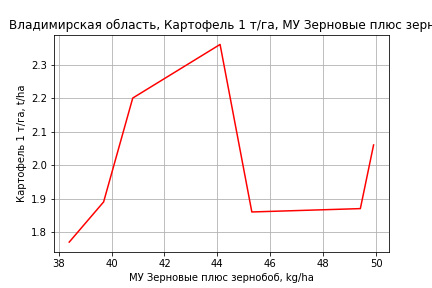 Владимирская область, Картофель 1 т/га, МУ Зерновые плюс зерн
2.3
2.2
2.1
2.0
1.9
1.8
Картофель 1 т/га, t/ha
38 40 42 44 46 48 50
МУ Зерновые плюс зернобоб, kg/ha